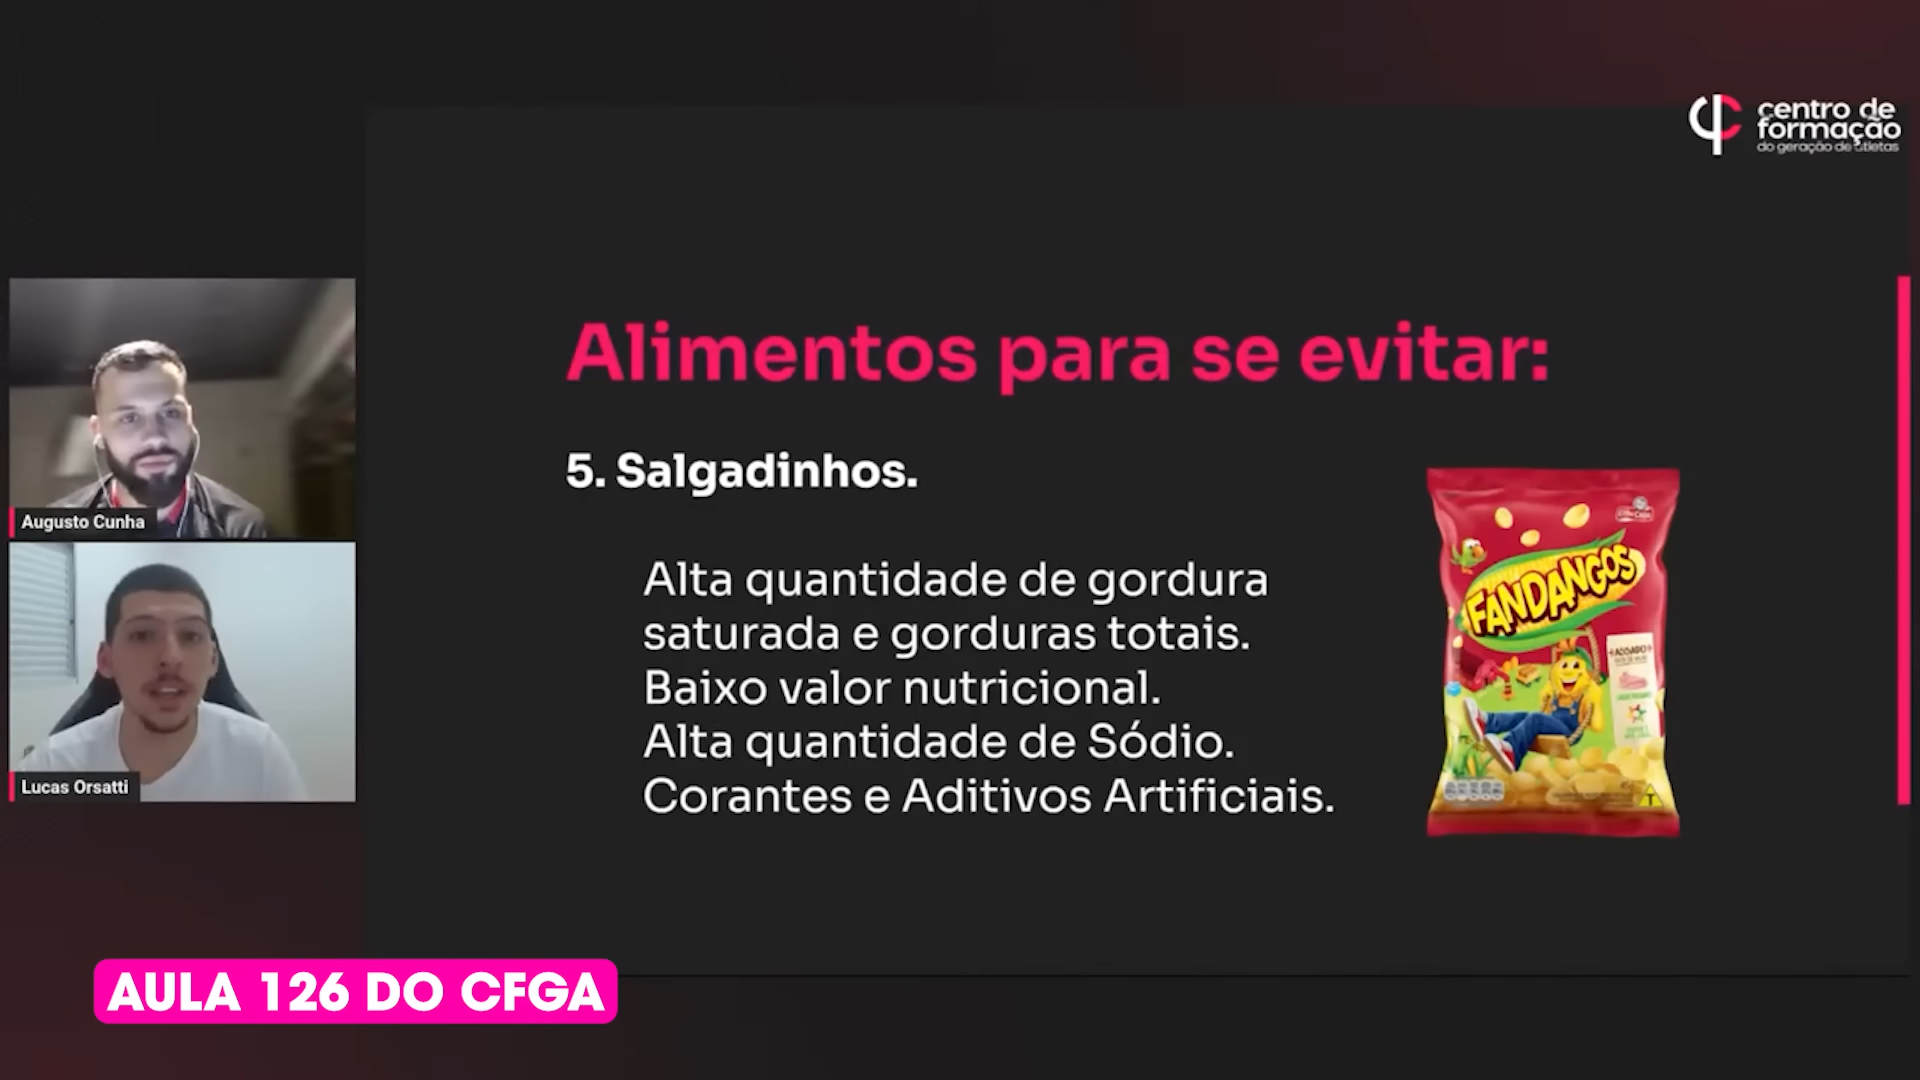 centro de
formação
do geração de atletas
Alimentos para se evitar:
5. Salgadinhos.
Alta quantidade de gordura
saturada e gorduras totais.
Baixo valor nutricional.
Alta quantidade de Sódio.
Corantes e Aditivos Artificiais.
FANDANGOS
T
Augusto Cunha
Lucas Orsatti
AULA 126 DO CFGA